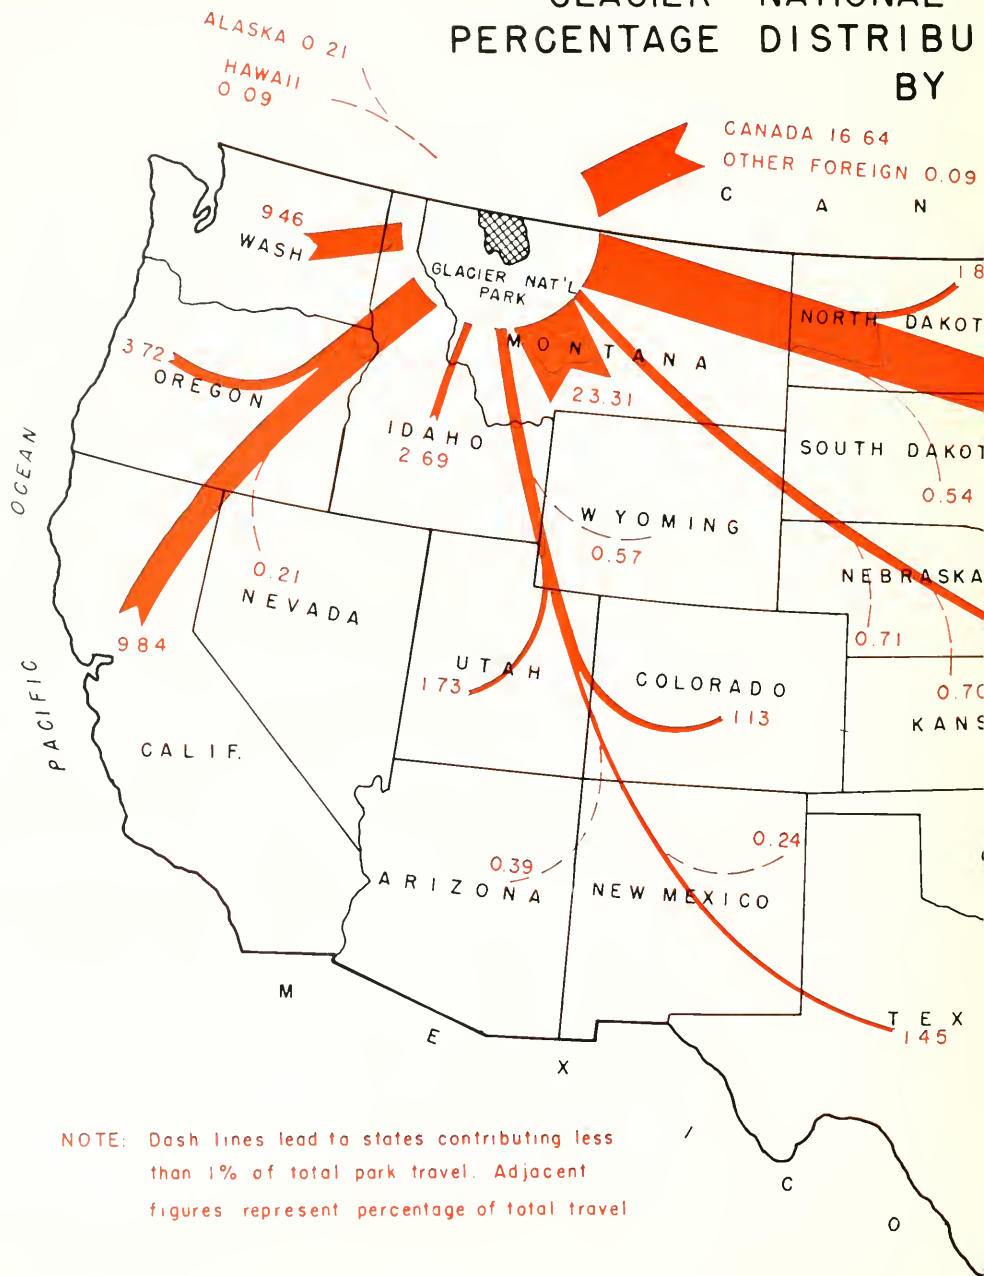 GLACIER NATIONAL
PERCENTAGE DISTRIBU
BY
ALASKA 0 21
HAWAII
0 09
CANADA 16 64
OTHER FOREIGN 0.09
C A N
9 46
WASH
GLACIER NAT'L
PARK
18
NORTH DAKOT
3 72
OREGON
MONTANA
23.31
IDAHO
2 69
SOUTH DAKOT
0.54
OCEAN
PACIFIC
WYOMING
0.57
0.21
NEVADA
NEBRASKA
0.71
0.70
KANS
9 84
UTAH
1 73
COLORADO
1 13
CALIF.
0.39
ARIZONA
0.24
NEW MEXICO
TEX
1 45
M E X I C O
NOTE: Dash lines lead to states contributing less
than 1% of total park travel. Adjacent
figures represent percentage of total travel